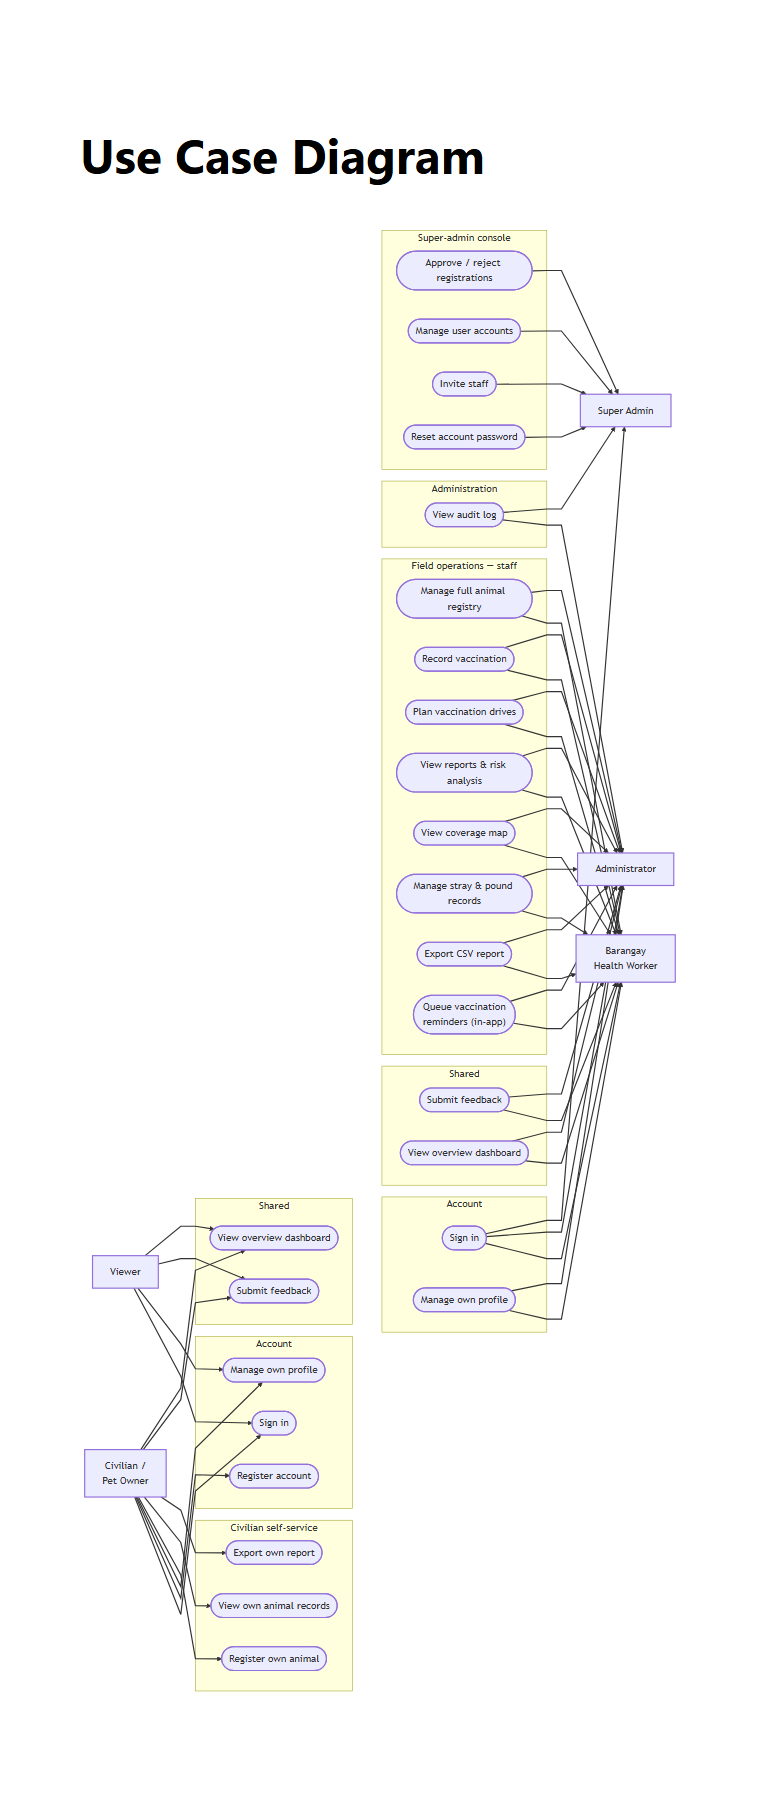 Use Case Diagram
Super-admin console
Approve / reject
registrations
Manage user accounts
Invite staff
Reset account password
Super Admin
Administration
View audit log
Field operations — staff
Manage full animal
registry
Record vaccination
Plan vaccination drives
View reports & risk
analysis
View coverage map
Manage stray & pound
records
Export CSV report
Queue vaccination
reminders (in-app)
Administrator
Barangay
Health Worker
Shared
Submit feedback
View overview dashboard
Account
Sign in
Manage own profile
Viewer
Civilian /
Pet Owner
Shared
View overview dashboard
Submit feedback
Account
Manage own profile
Sign in
Register account
Civilian self-service
Export own report
View own animal records
Register own animal